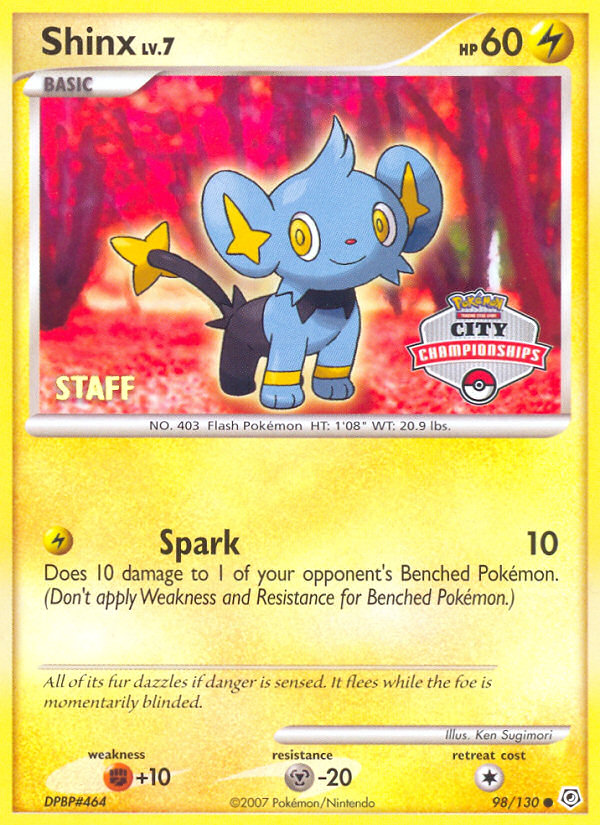 Shinx LV.7
HP 60
BASIC
Pokémon
TRADING CARD GAME
CITY
CHAMPIONSHIPS
STAFF
NO. 403 Flash Pokémon HT: 1'08" WT: 20.9 lbs.
Spark 10
Does 10 damage to 1 of your opponent's Benched Pokémon.
(Don't apply Weakness and Resistance for Benched Pokémon.)
All of its fur dazzles if danger is sensed. It flees while the foe is
momentarily blinded.
Illus. Ken Sugimori
weakness resistance retreat cost
+10 -20
DPBP#464 ©2007 Pokémon/Nintendo 98/130